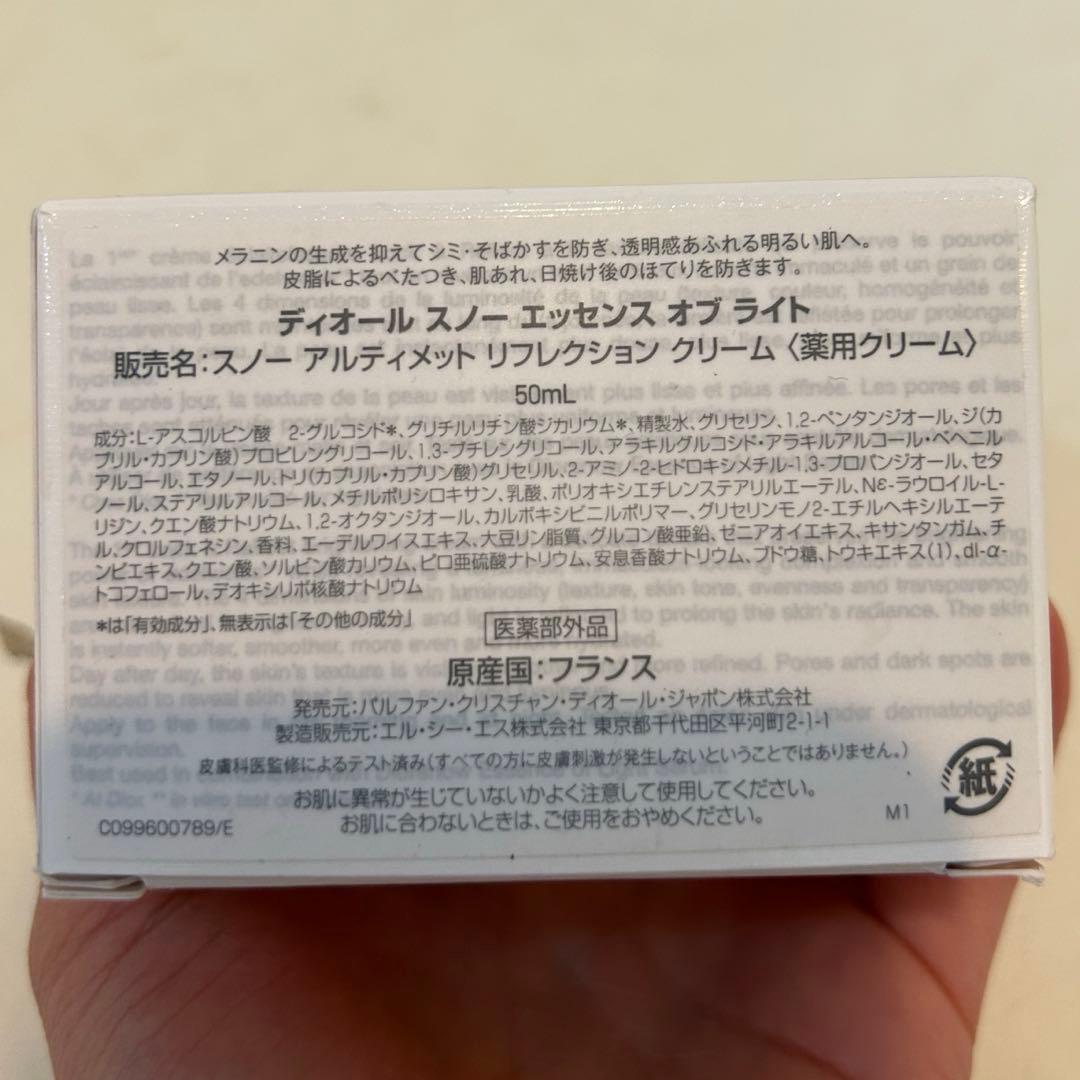 メラニンの生成を抑えてシミ・そばかすを防ぎ、透明感あふれる明るい肌へ。
皮脂によるべたつき、肌あれ、日焼け後のほてりを防ぎます。
ディオール スノー エッセンス オブ ライト
販売名：スノー アルティメット リフレクション クリーム〈薬用クリーム〉
50mL
成分：L-アスコルビン酸　2-グルコシド*、グリチルリチン酸ジカリウム*、精製水、グリセリン、1,2-ペンタンジオール、ジ(カ
プリル・カプリン酸)プロピレングリコール、1,3-ブチレングリコール、アラキルグルコシド・アラキルアルコール・ベヘニル
アルコール、エタノール、トリ(カプリル・カプリン酸)グリセリル、2-アミノ-2-ヒドロキシメチル-1,3-プロパンジオール、セタ
ノール、ステアリルアルコール、メチルポリシロキサン、乳酸、ポリオキシエチレンステアリルエーテル、Nε-ラウロイル-L-
リジン、クエン酸ナトリウム、1,2-オクタンジオール、カルボキシビニルポリマー、グリセリンモノ2-エチルヘキシルエーテ
ル、クロルフェネシン、香料、エーデルワイスエキス、大豆リン脂質、グルコン酸亜鉛、ゼニアオイエキス、キサンタンガム、チ
ンピエキス、クエン酸、ソルビン酸カリウム、ピロ亜硫酸ナトリウム、安息香酸ナトリウム、ブドウ糖、トウキエキス(1)、dl-α-
トコフェロール、デオキシリボ核酸ナトリウム
*は「有効成分」、無表示は「その他の成分」
医薬部外品
原産国：フランス
発売元：パルファン・クリスチャン・ディオール・ジャポン株式会社
製造販売元：エル・シー・エス株式会社 東京都千代田区平河町2-1-1
皮膚科医監修によるテスト済み(すべての方に皮膚刺激が発生しないということではありません。)
お肌に異常が生じていないかよく注意して使用してください。
お肌に合わないときは、ご使用をおやめください。
C099600789/E
M1
紙